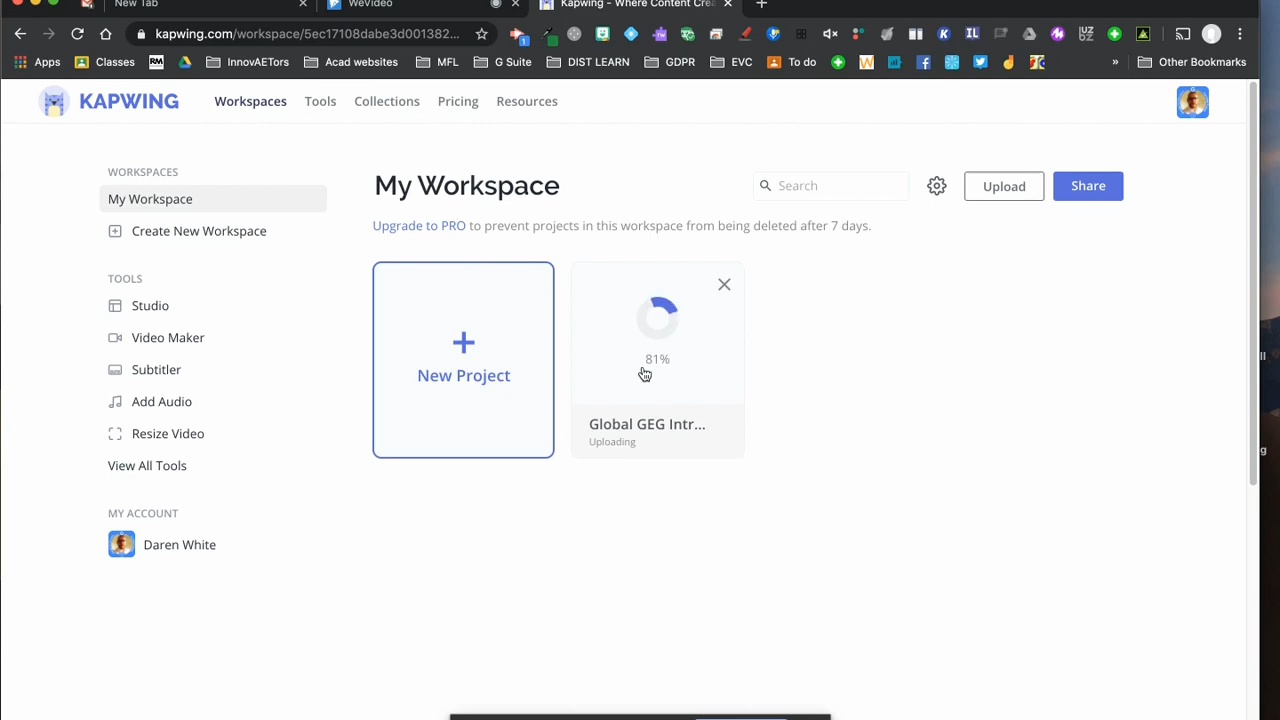 New Tab
WeVideo
Kapwing – Where Content Crea
kapwing.com/workspace/5ec17108dabe3d001382...
Apps
Classes
RM
InnovAETors
Acad websites
MFL
G Suite
DIST LEARN
GDPR
EVC
To do
»
Other Bookmarks
KAPWING
Workspaces
Tools
Collections
Pricing
Resources
WORKSPACES
My Workspace
Create New Workspace
TOOLS
Studio
Video Maker
Subtitler
Add Audio
Resize Video
View All Tools
MY ACCOUNT
Daren White
My Workspace
Search
Upload
Share
Upgrade to PRO to prevent projects in this workspace from being deleted after 7 days.
+
New Project
81%
Global GEG Intr...
Uploading